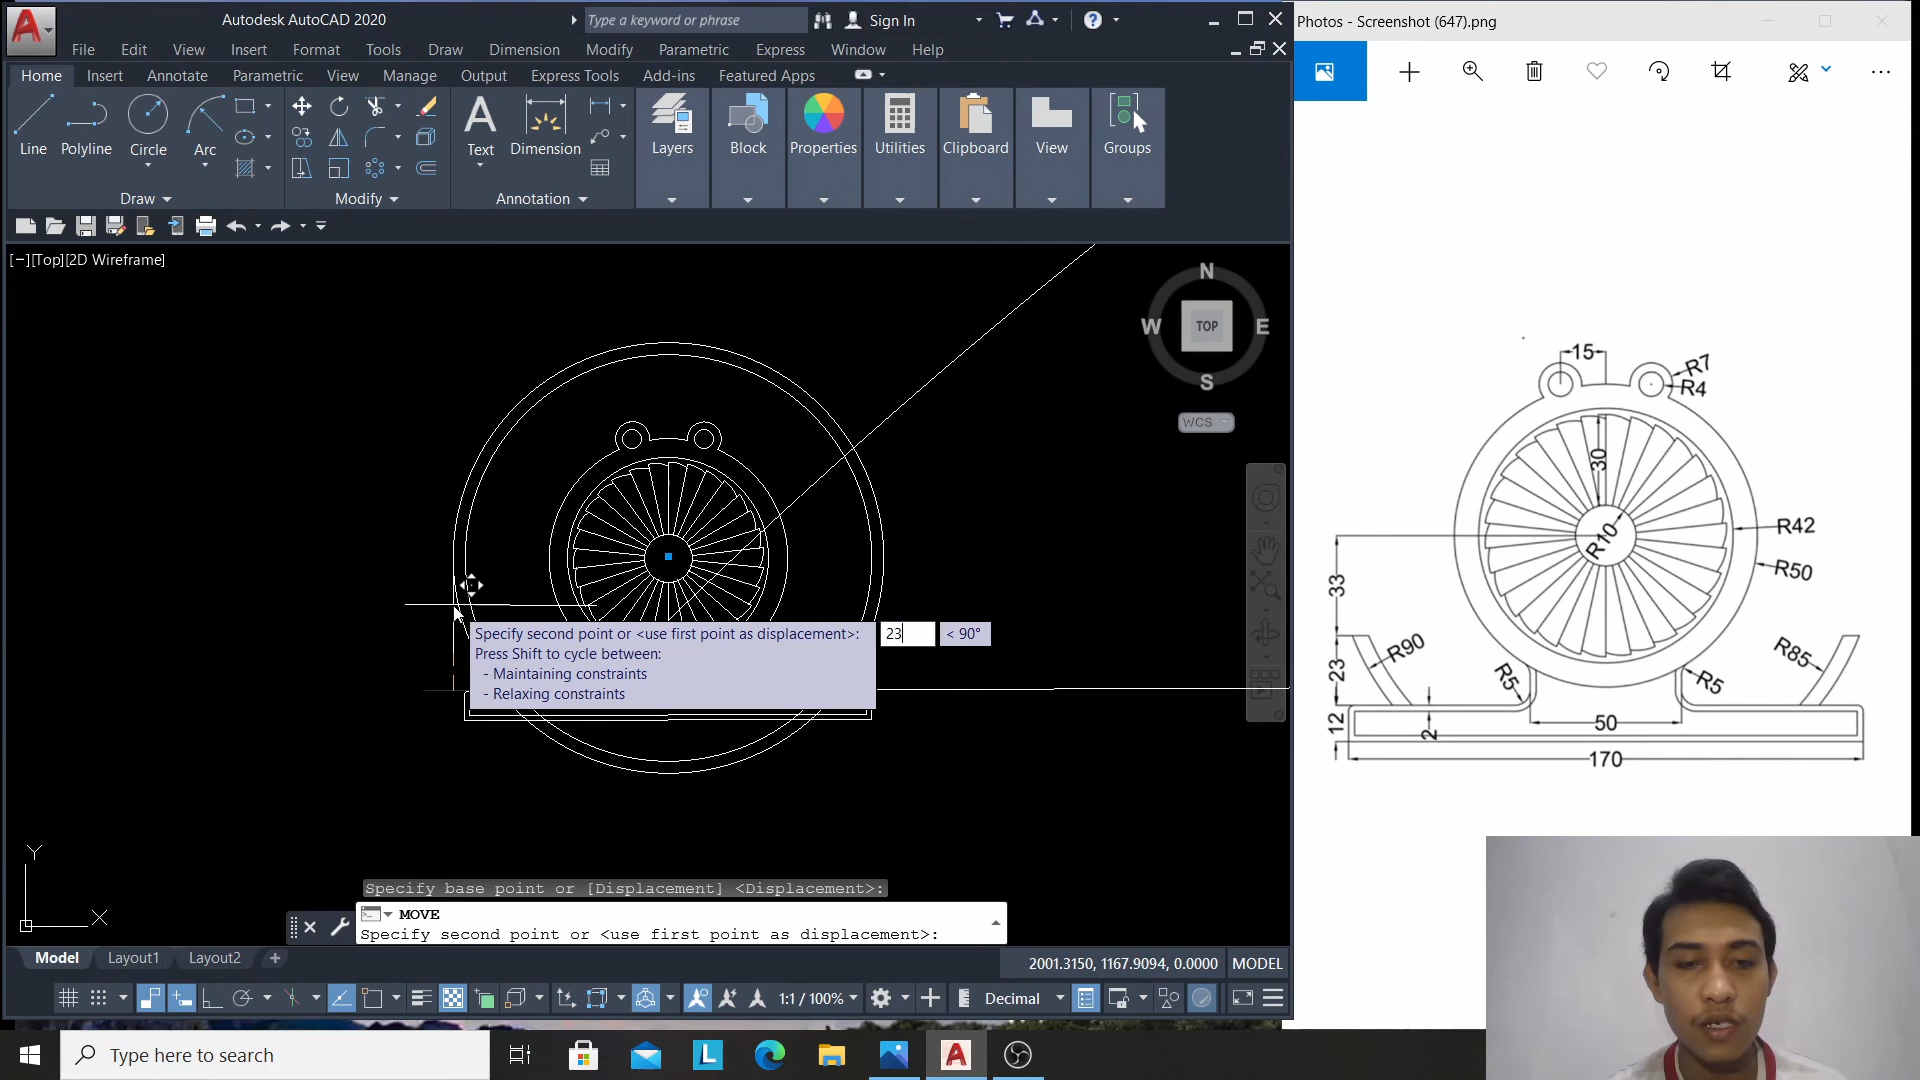 Autodesk AutoCAD 2020
Type a keyword or phrase
Sign In
File Edit View Insert Format Tools Draw Dimension Modify Parametric Express Window Help
Home Insert Annotate Parametric View Manage Output Express Tools Add-ins Featured Apps
Line Polyline Circle Arc
Text Dimension
Layers Block Properties Utilities Clipboard View Groups
Draw Modify Annotation
[−][Top][2D Wireframe]
N
W TOP E
S
WCS
Specify second point or <use first point as displacement>: 23 < 90°
Press Shift to cycle between:
- Maintaining constraints
- Relaxing constraints
Y
X
Specify base point or [Displacement] <Displacement>:
MOVE
Specify second point or <use first point as displacement>:
Model Layout1 Layout2 +
2001.3150, 1167.9094, 0.0000 MODEL
1:1 / 100% Decimal
Type here to search
L
A
Photos - Screenshot (647).png
15
R7
R4
30
R10
R42
R50
33
R90
R85
23
R5
R5
12
2
50
170